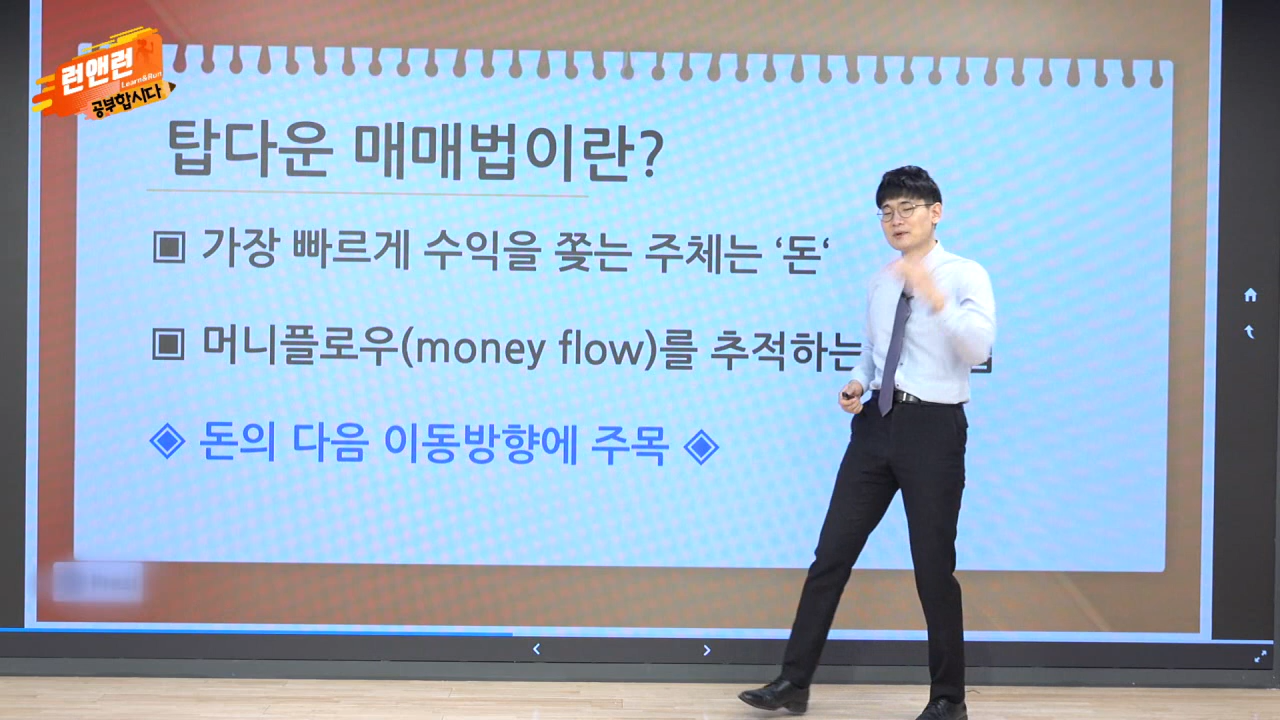 런앤런
Learn&Run
공부합시다
탑다운 매매법이란?
▣ 가장 빠르게 수익을 쫓는 주체는 ‘돈‘
▣ 머니플로우(money flow)를 추적하는
◈ 돈의 다음 이동방향에 주목 ◈